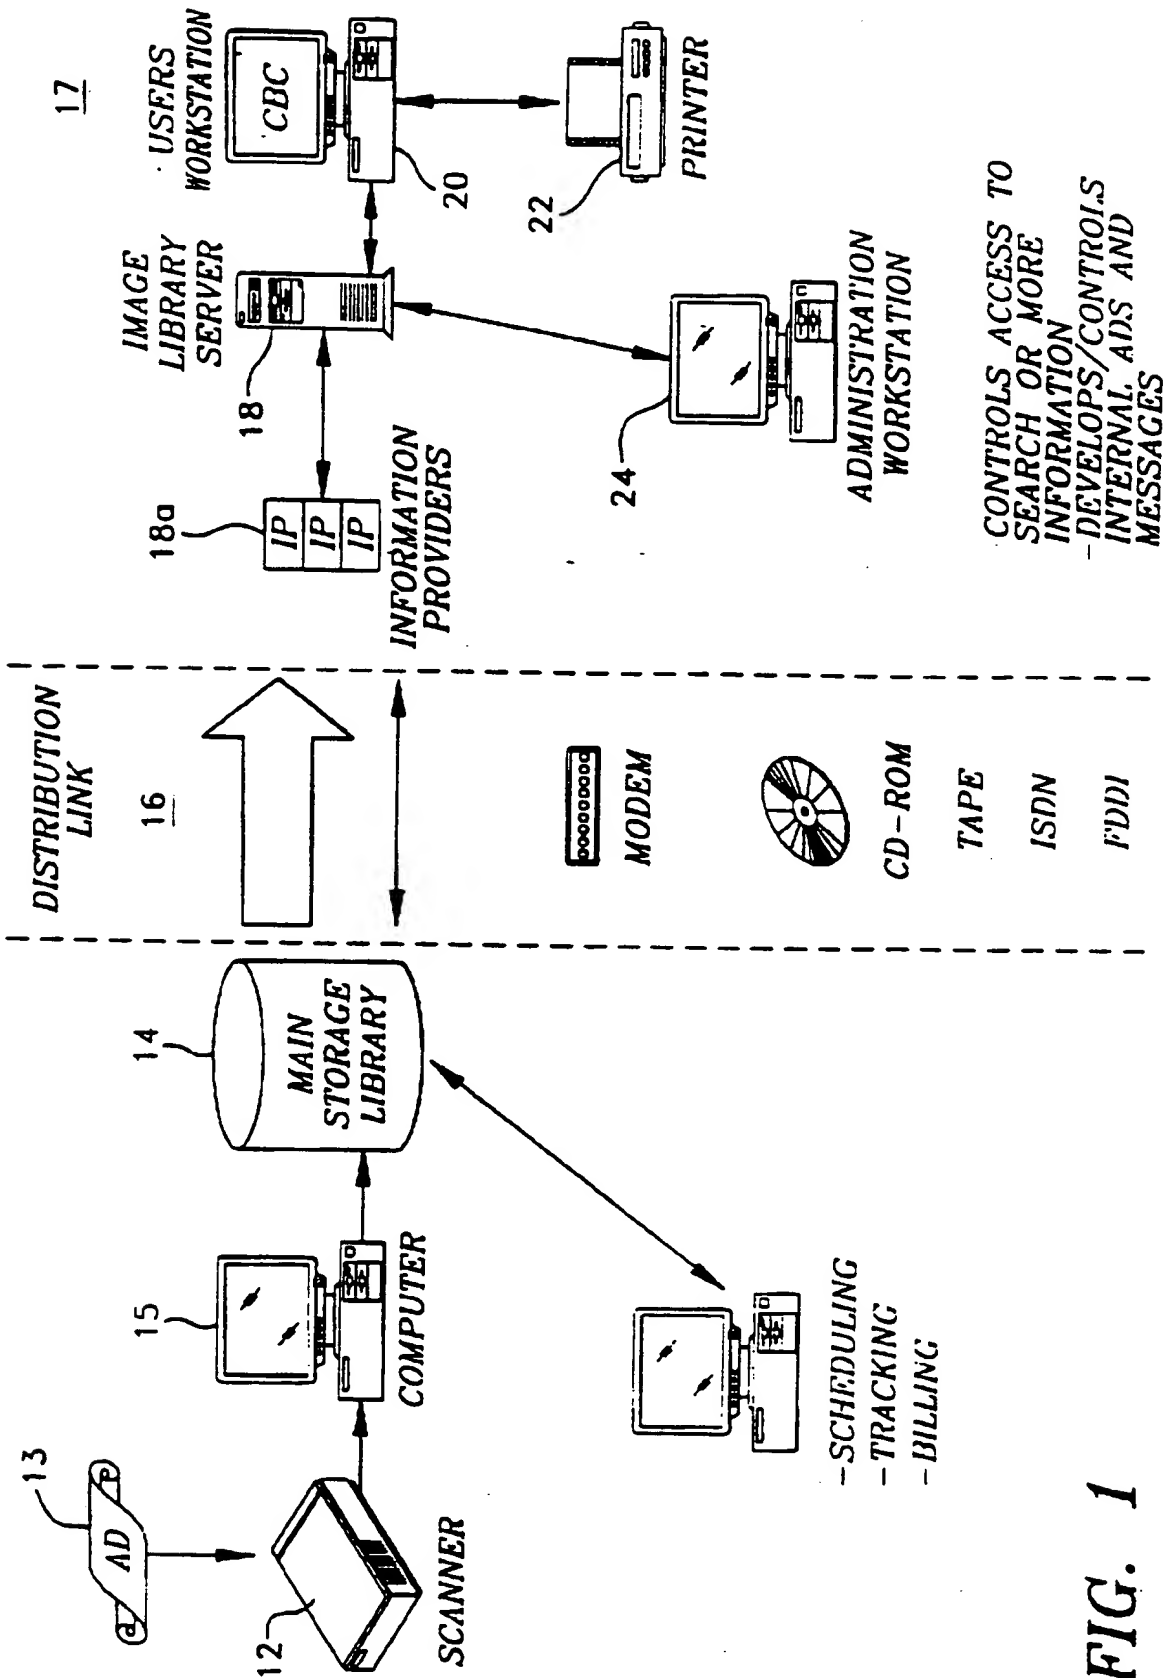 13
AD
12
SCANNER
15
COMPUTER
14
MAIN
STORAGE
LIBRARY
-SCHEDULING
-TRACKING
-BILLING
DISTRIBUTION
LINK
16
MODEM
CD-ROM
TAPE
ISDN
FDDI
17
18a
IP
IP
IP
INFORMATION
PROVIDERS
IMAGE
LIBRARY
SERVER
18
USERS
WORKSTATION
CBC
20
22
PRINTER
24
ADMINISTRATION
WORKSTATION
-CONTROLS ACCESS TO
SEARCH OR MORE
INFORMATION
-DEVELOPS/CONTROLS
INTERNAL ADS AND
MESSAGES
FIG. 1